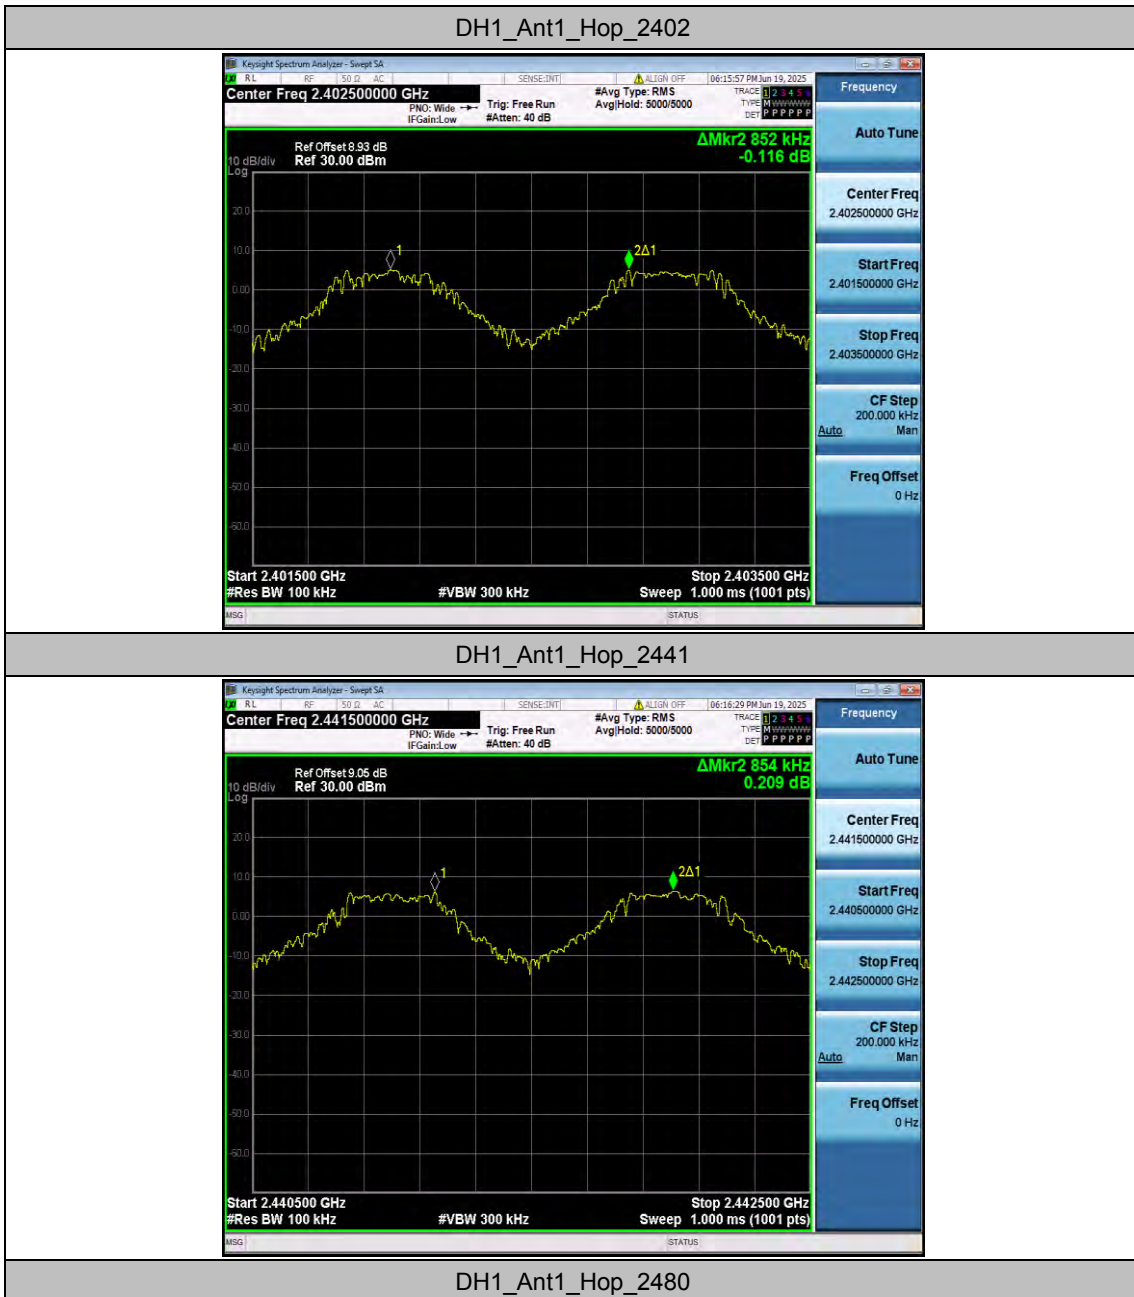 DH1_Ant1_Hop_2402
Keysight Spectrum Analyzer - Swept SA
RL RF 50 Ω AC SENSE:INT ALIGN OFF 06:15:57 PM Jun 19, 2025
Center Freq 2.402500000 GHz #Avg Type: RMS TRACE 1 2 3 4 5 6 Frequency
PNO: Wide Trig: Free Run Avg|Hold: 5000/5000 TYPE M
IFGain:Low #Atten: 40 dB DET P P P P P P
Auto Tune
ΔMkr2 852 kHz
Ref Offset 8.93 dB
10 dB/div Ref 30.00 dBm -0.116 dB
Log
Center Freq
2.402500000 GHz
20.0
10.0
1
2Δ1
Start Freq
2.401500000 GHz
0.00
-10.0
Stop Freq
2.403500000 GHz
-20.0
-30.0
CF Step
200.000 kHz
Auto Man
-40.0
-50.0
Freq Offset
0 Hz
-60.0
Start 2.401500 GHz Stop 2.403500 GHz
#Res BW 100 kHz #VBW 300 kHz Sweep 1.000 ms (1001 pts)
MSG STATUS
DH1_Ant1_Hop_2441
Keysight Spectrum Analyzer - Swept SA
RL RF 50 Ω AC SENSE:INT ALIGN OFF 06:16:29 PM Jun 19, 2025
Center Freq 2.441500000 GHz #Avg Type: RMS TRACE 1 2 3 4 5 6 Frequency
PNO: Wide Trig: Free Run Avg|Hold: 5000/5000 TYPE M
IFGain:Low #Atten: 40 dB DET P P P P P P
Auto Tune
ΔMkr2 854 kHz
Ref Offset 9.05 dB
10 dB/div Ref 30.00 dBm 0.209 dB
Log
Center Freq
2.441500000 GHz
20.0
10.0
1
2Δ1
Start Freq
2.440500000 GHz
0.00
-10.0
Stop Freq
2.442500000 GHz
-20.0
-30.0
CF Step
200.000 kHz
Auto Man
-40.0
-50.0
Freq Offset
0 Hz
-60.0
Start 2.440500 GHz Stop 2.442500 GHz
#Res BW 100 kHz #VBW 300 kHz Sweep 1.000 ms (1001 pts)
MSG STATUS
DH1_Ant1_Hop_2480